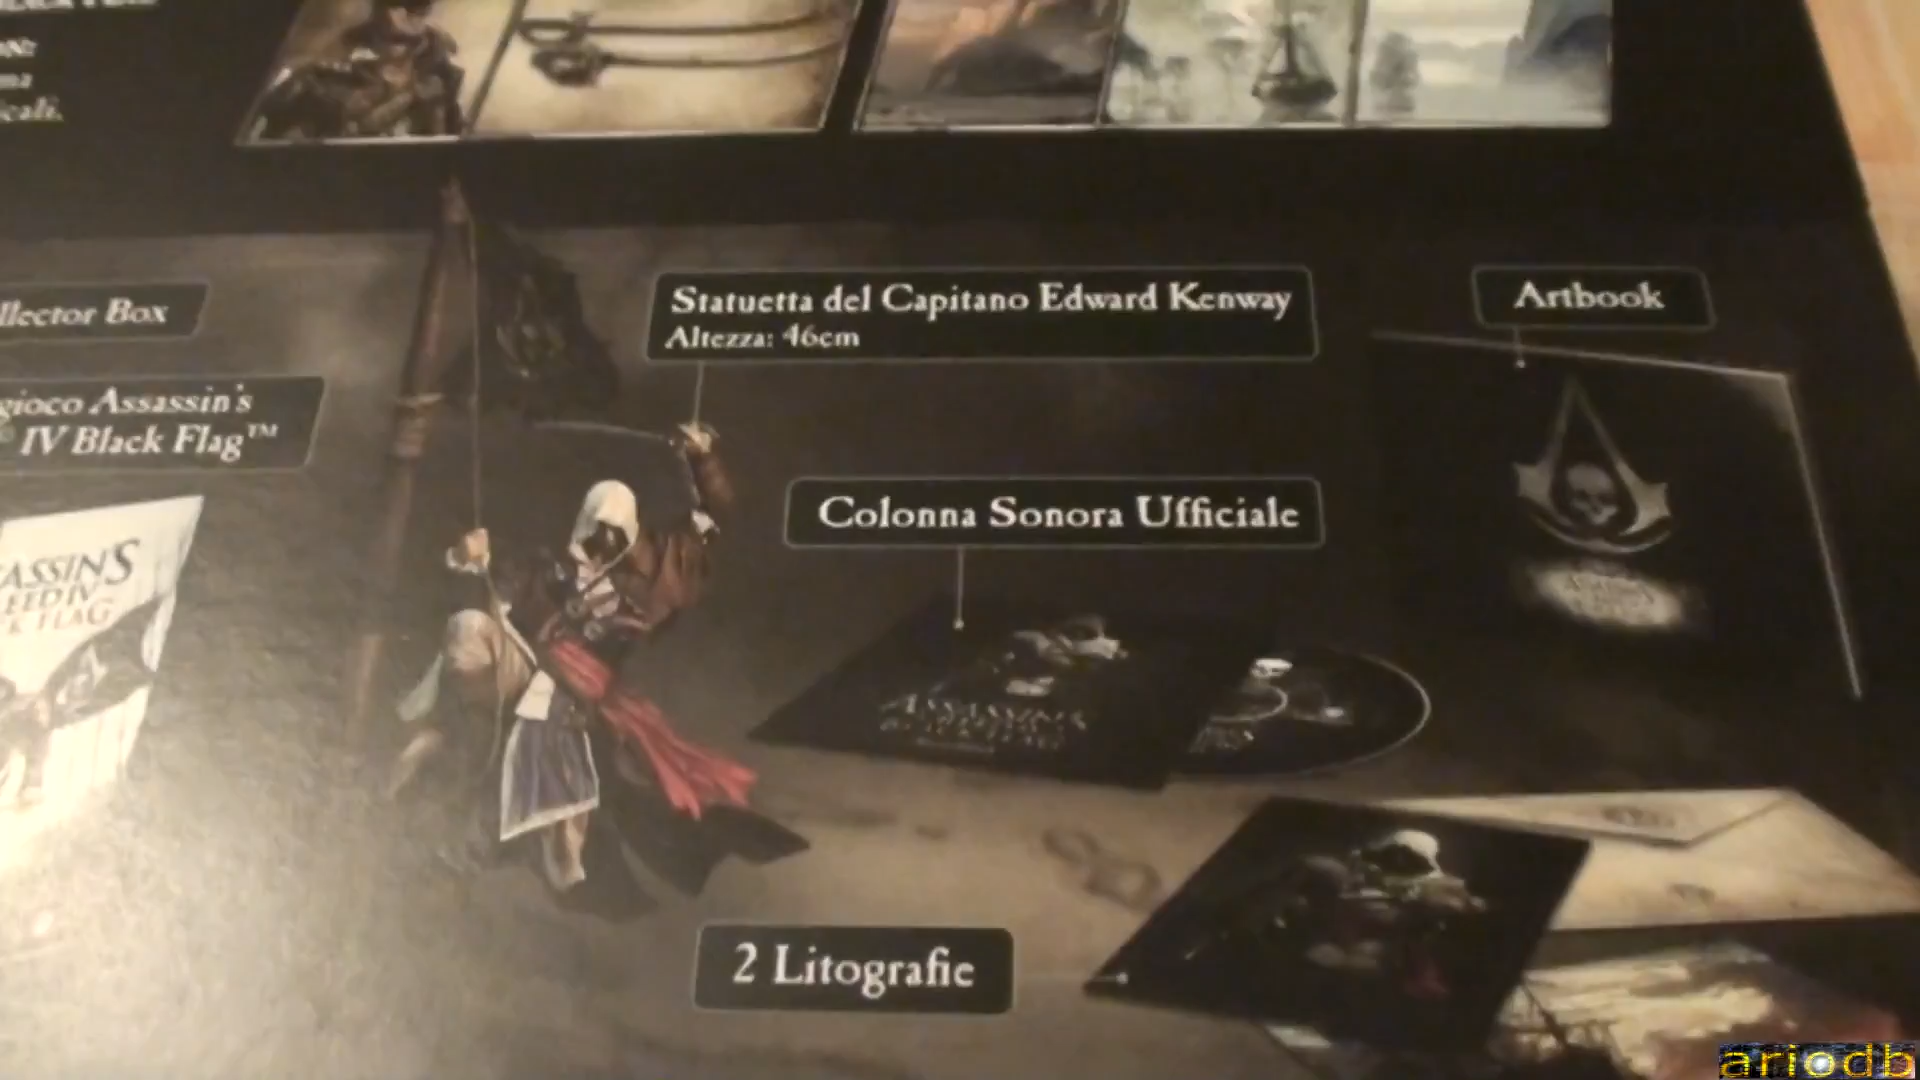 llector Box
Statuetta del Capitano Edward Kenway
Altezza: 46cm
Artbook
gioco Assassin's
IV Black Flag™
Colonna Sonora Ufficiale
ASSASSIN'S
2 Litografie
ariodb